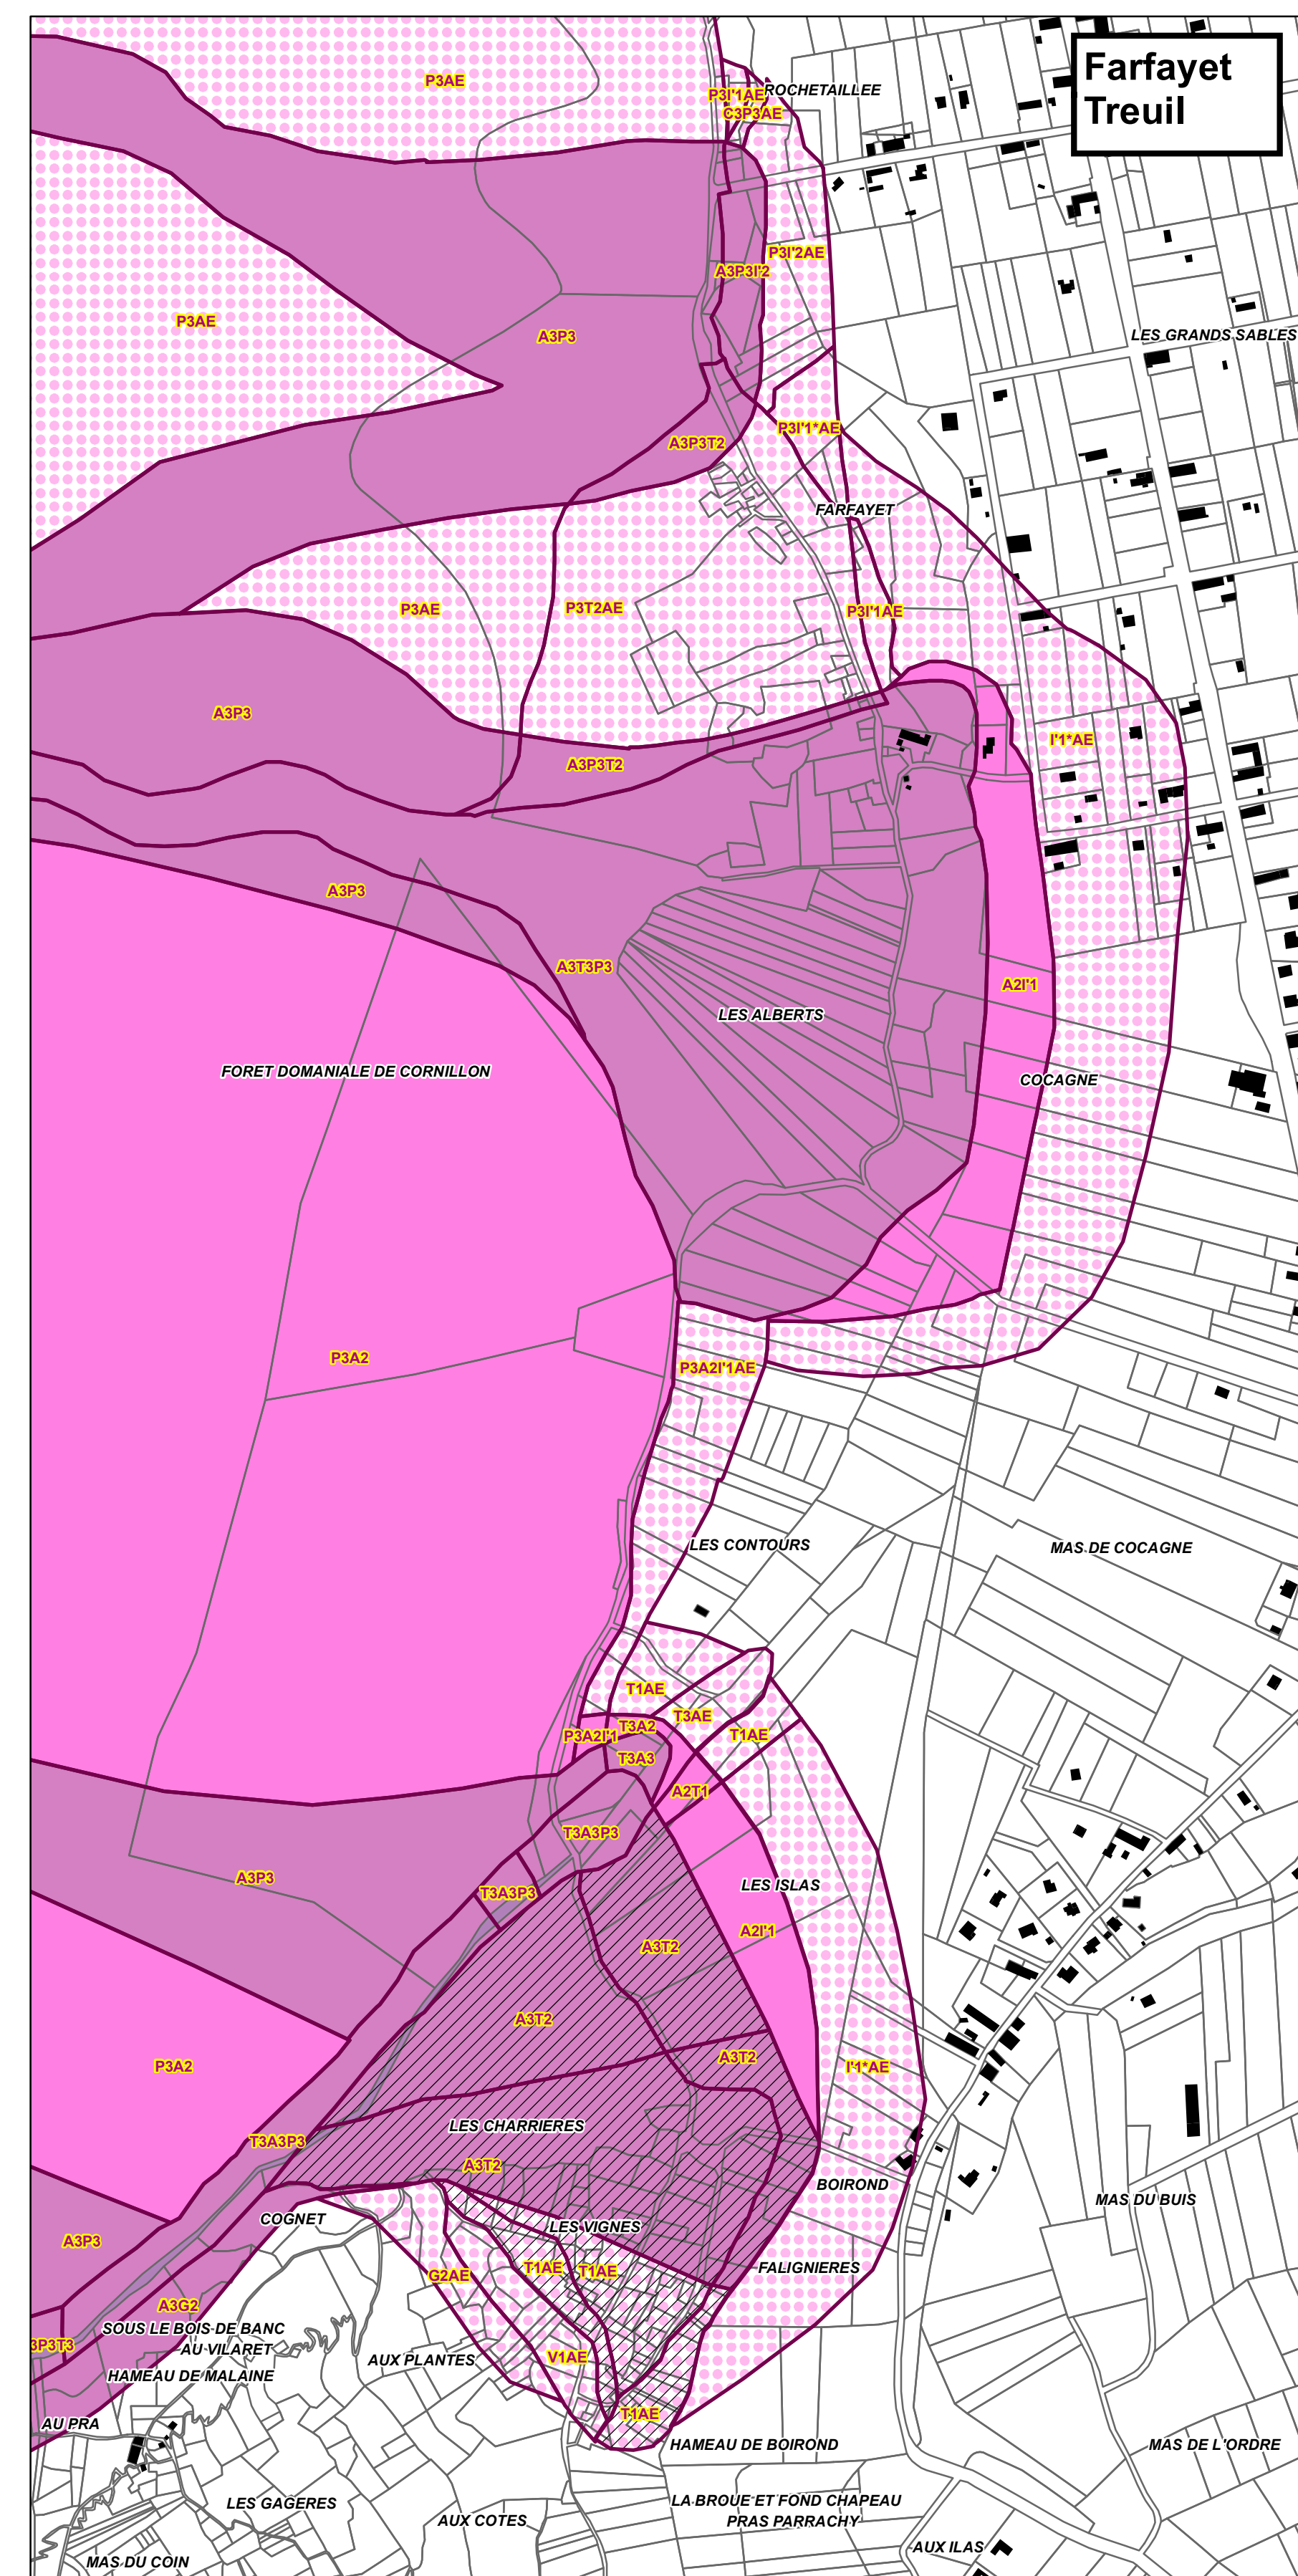 Farfayet
Treuil
P3AE
P3I'1AE
ROCHETAILLEE
C3P3AE
P3I'2AE
A3P3I'2
P3AE
A3P3
LES GRANDS SABLES
P3I'1*AE
A3P3T2
FARFAYET
P3AE
P3T2AE
P3I'1AE
A3P3
I'1*AE
A3P3T2
A3P3
A3T3P3
A2I'1
LES ALBERTS
FORET DOMANIALE DE CORNILLON
COCAGNE
P3A2
P3A2I'1AE
LES CONTOURS
MAS DE COCAGNE
T1AE
T3AE
T3A2
P3A2I'1
T1AE
T3A3
A2T1
T3A3P3
A3P3
LES ISLAS
T3A3P3
A2I'1
A3T2
A3T2
A3T2
P3A2
I'1*AE
LES CHARRIERES
T3A3P3
A3T2
BOIROND
MAS DU BUIS
COGNET
LES VIGNES
A3P3
T1AE
T1AE
FALIGNIERES
G2AE
A3G2
SOUS LE BOIS DE BANC
3P3T3
AU VILARET
V1AE
AUX PLANTES
HAMEAU DE MALAINE
T1AE
AU PRA
HAMEAU DE BOIROND
MAS DE L'ORDRE
LES GAGERES
LA BROUE ET FOND CHAPEAU
AUX COTES
PRAS PARRACHY
AUX ILAS
MAS DU COIN